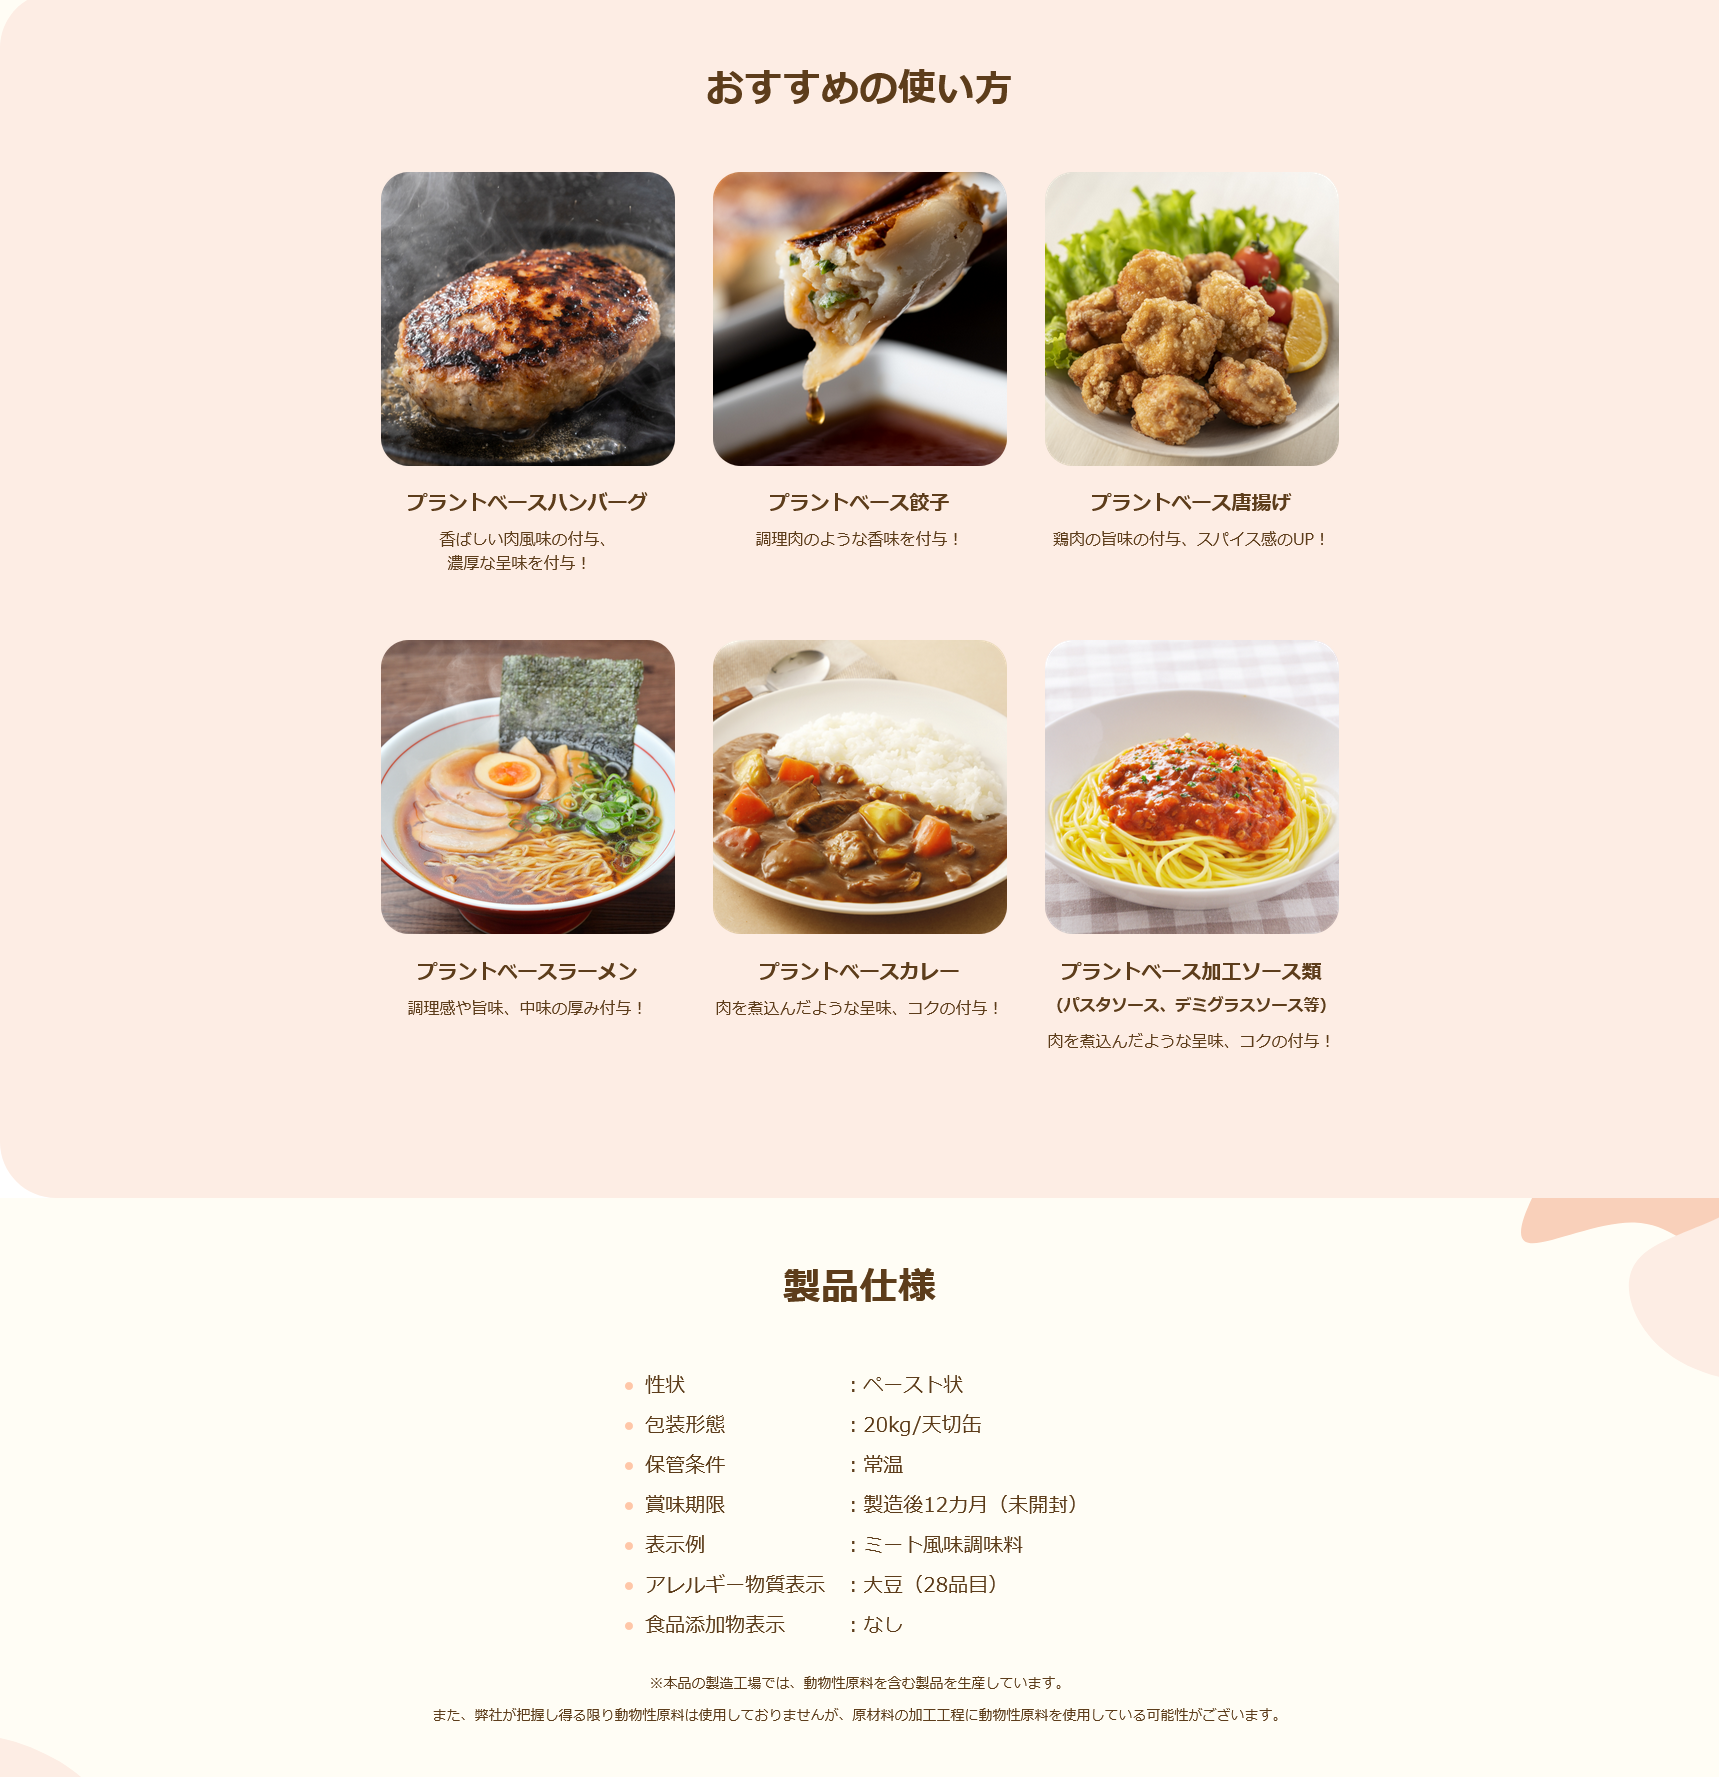 おすすめの使い方
プラントベースハンバーグ
香ばしい肉風味の付与、
濃厚な呈味を付与！
プラントベース餃子
調理肉のような香味を付与！
プラントベース唐揚げ
鶏肉の旨味の付与、スパイス感のUP！
プラントベースラーメン
調理感や旨味、中味の厚み付与！
プラントベースカレー
肉を煮込んだような呈味、コクの付与！
プラントベース加工ソース類
（パスタソース、デミグラスソース等）
肉を煮込んだような呈味、コクの付与！
製品仕様
性状：ペースト状
包装形態：20kg/天切缶
保管条件：常温
賞味期限：製造後12カ月（未開封）
表示例：ミート風味調味料
アレルギー物質表示：大豆（28品目）
食品添加物表示：なし
※本品の製造工場では、動物性原料を含む製品を生産しています。
また、弊社が把握し得る限り動物性原料は使用しておりませんが、原材料の加工工程に動物性原料を使用している可能性がございます。